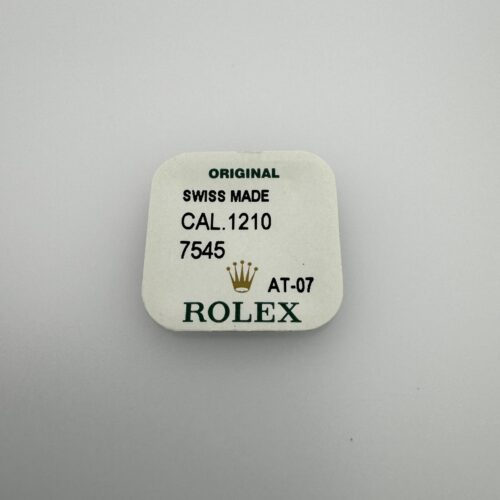 ORIGINAL
SWISS MADE
CAL.1210
7545
AT-07
ROLEX